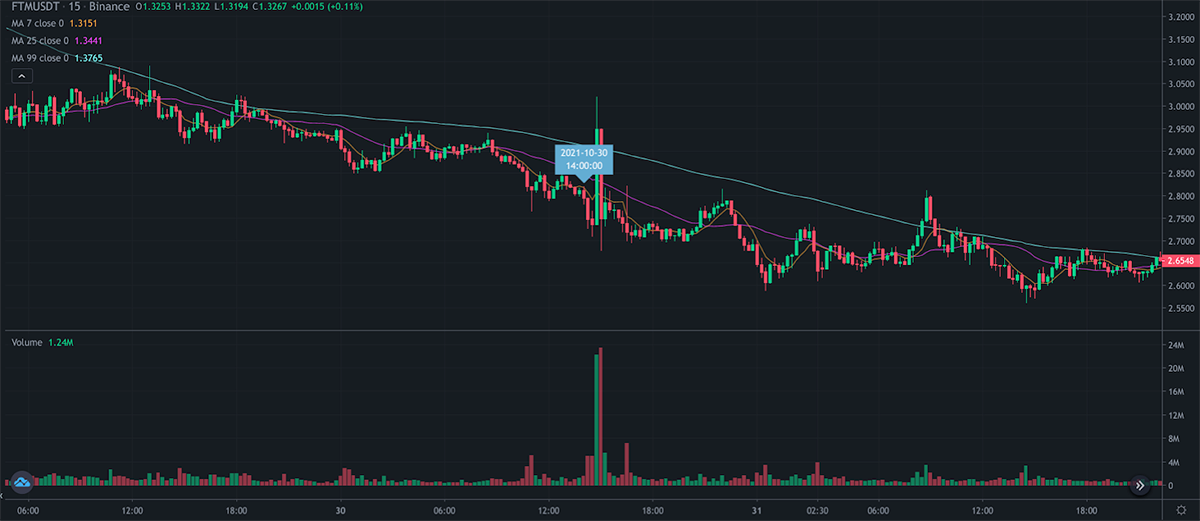 FTMUSDT · 15 · Binance O1.3253 H1.3322 L1.3194 C1.3267 +0.0015 (+0.11%)
MA 7 close 0 1.3151
MA 25 close 0 1.3441
MA 99 close 0 1.3765
3.2000
3.1500
3.1000
3.0500
3.0000
2.9500
2.9000
2.8500
2.8000
2.7500
2.7000
2.6548
2.6000
2.5500
2021-10-30
14:00:00
Volume 1.24M
24M
20M
16M
12M
8M
4M
0
06:00 12:00 18:00 30 06:00 12:00 18:00 31 02:30 06:00 12:00 18:00